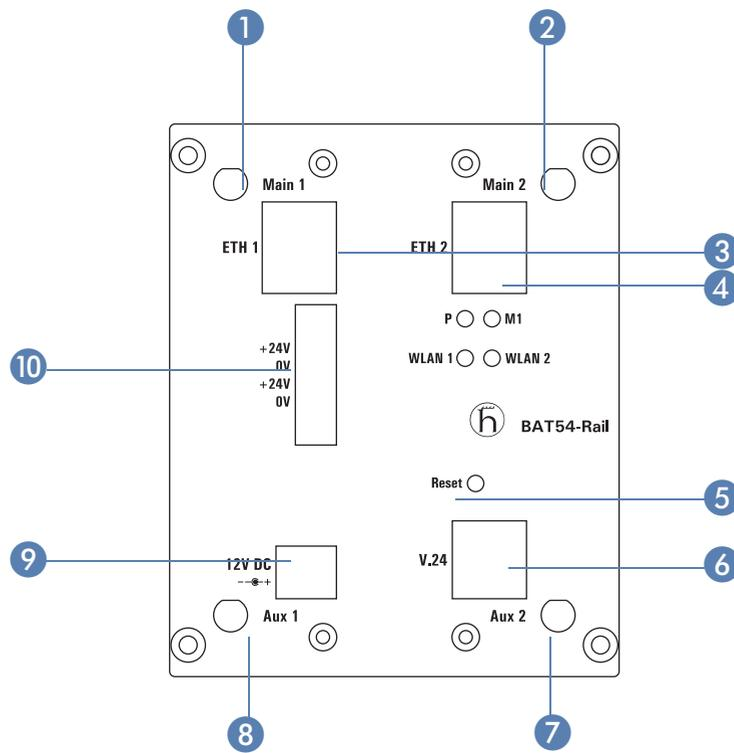 1
2
Main 1
Main 2
ETH 1
ETH 2
3
4
P
M1
+24V
0V
+24V
0V
WLAN 1
WLAN 2
10
h
BAT54-Rail
Reset
5
9
12V DC
V.24
6
- +
Aux 1
Aux 2
8
7